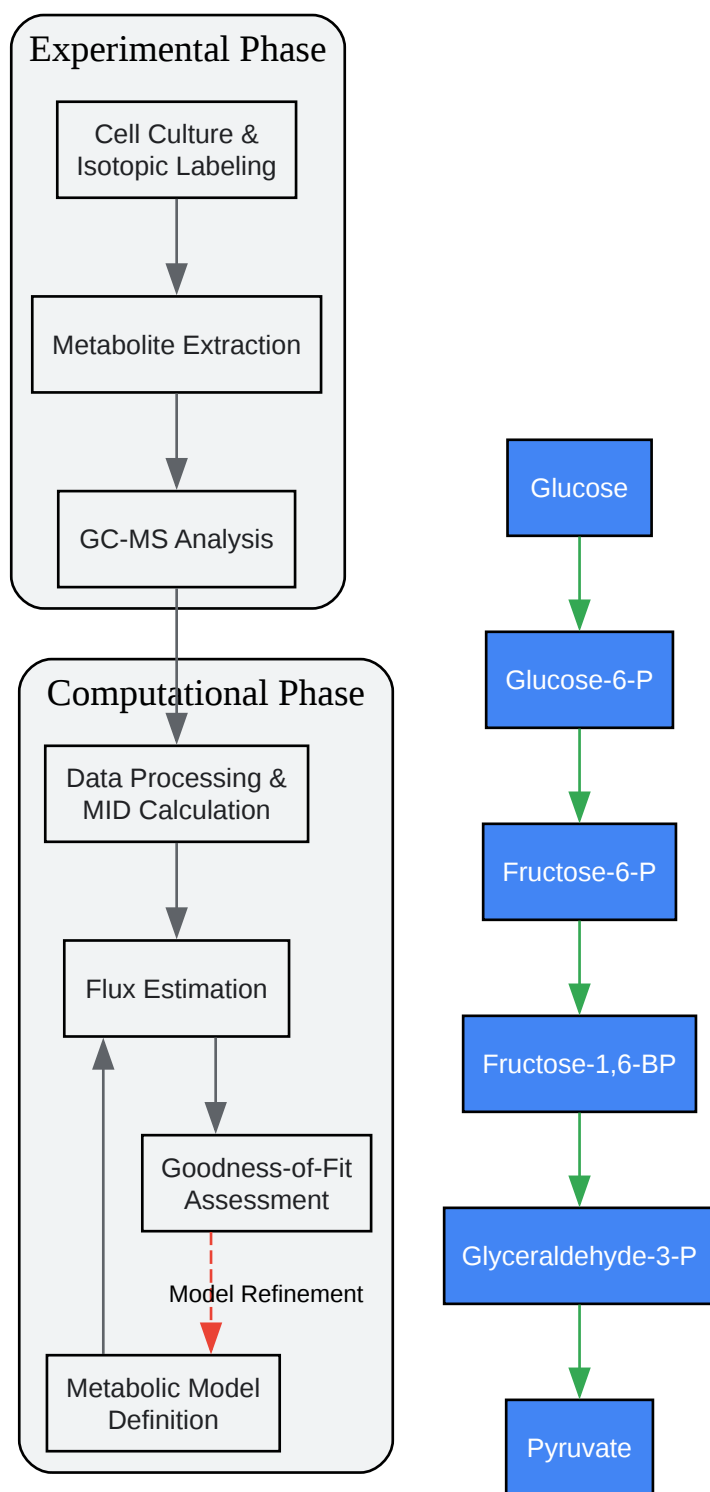 Experimental Phase
Cell Culture &
Isotopic Labeling
Metabolite Extraction
GC-MS Analysis
Computational Phase
Data Processing &
MID Calculation
Flux Estimation
Goodness-of-Fit
Assessment
Model Refinement
Metabolic Model
Definition
Glucose
Glucose-6-P
Fructose-6-P
Fructose-1,6-BP
Glyceraldehyde-3-P
Pyruvate